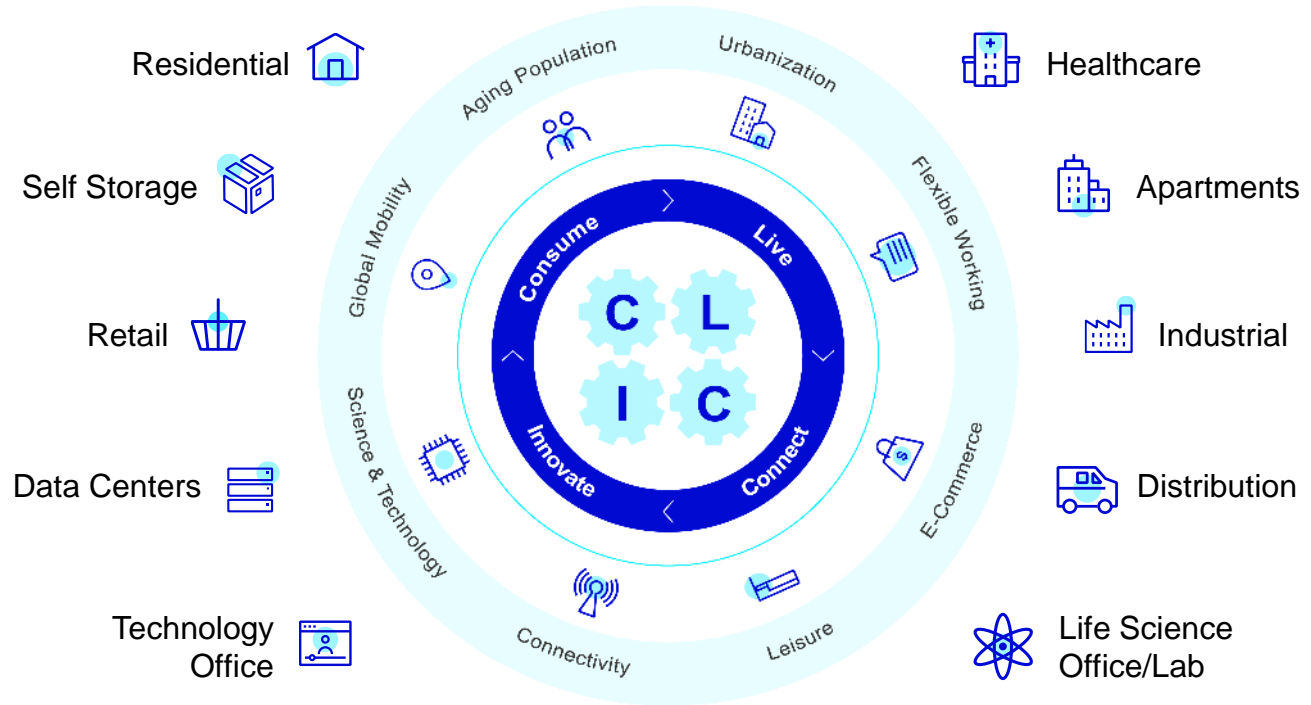 Residential
Self Storage
Retail
Data Centers
Technology
Office
Aging Population
Urbanization
Flexible Working
E-Commerce
Leisure
Connectivity
Science & Technology
Global Mobility
Consume
Live
Connect
Innovate
C L
I C
$
Healthcare
Apartments
Industrial
Distribution
Life Science
Office/Lab